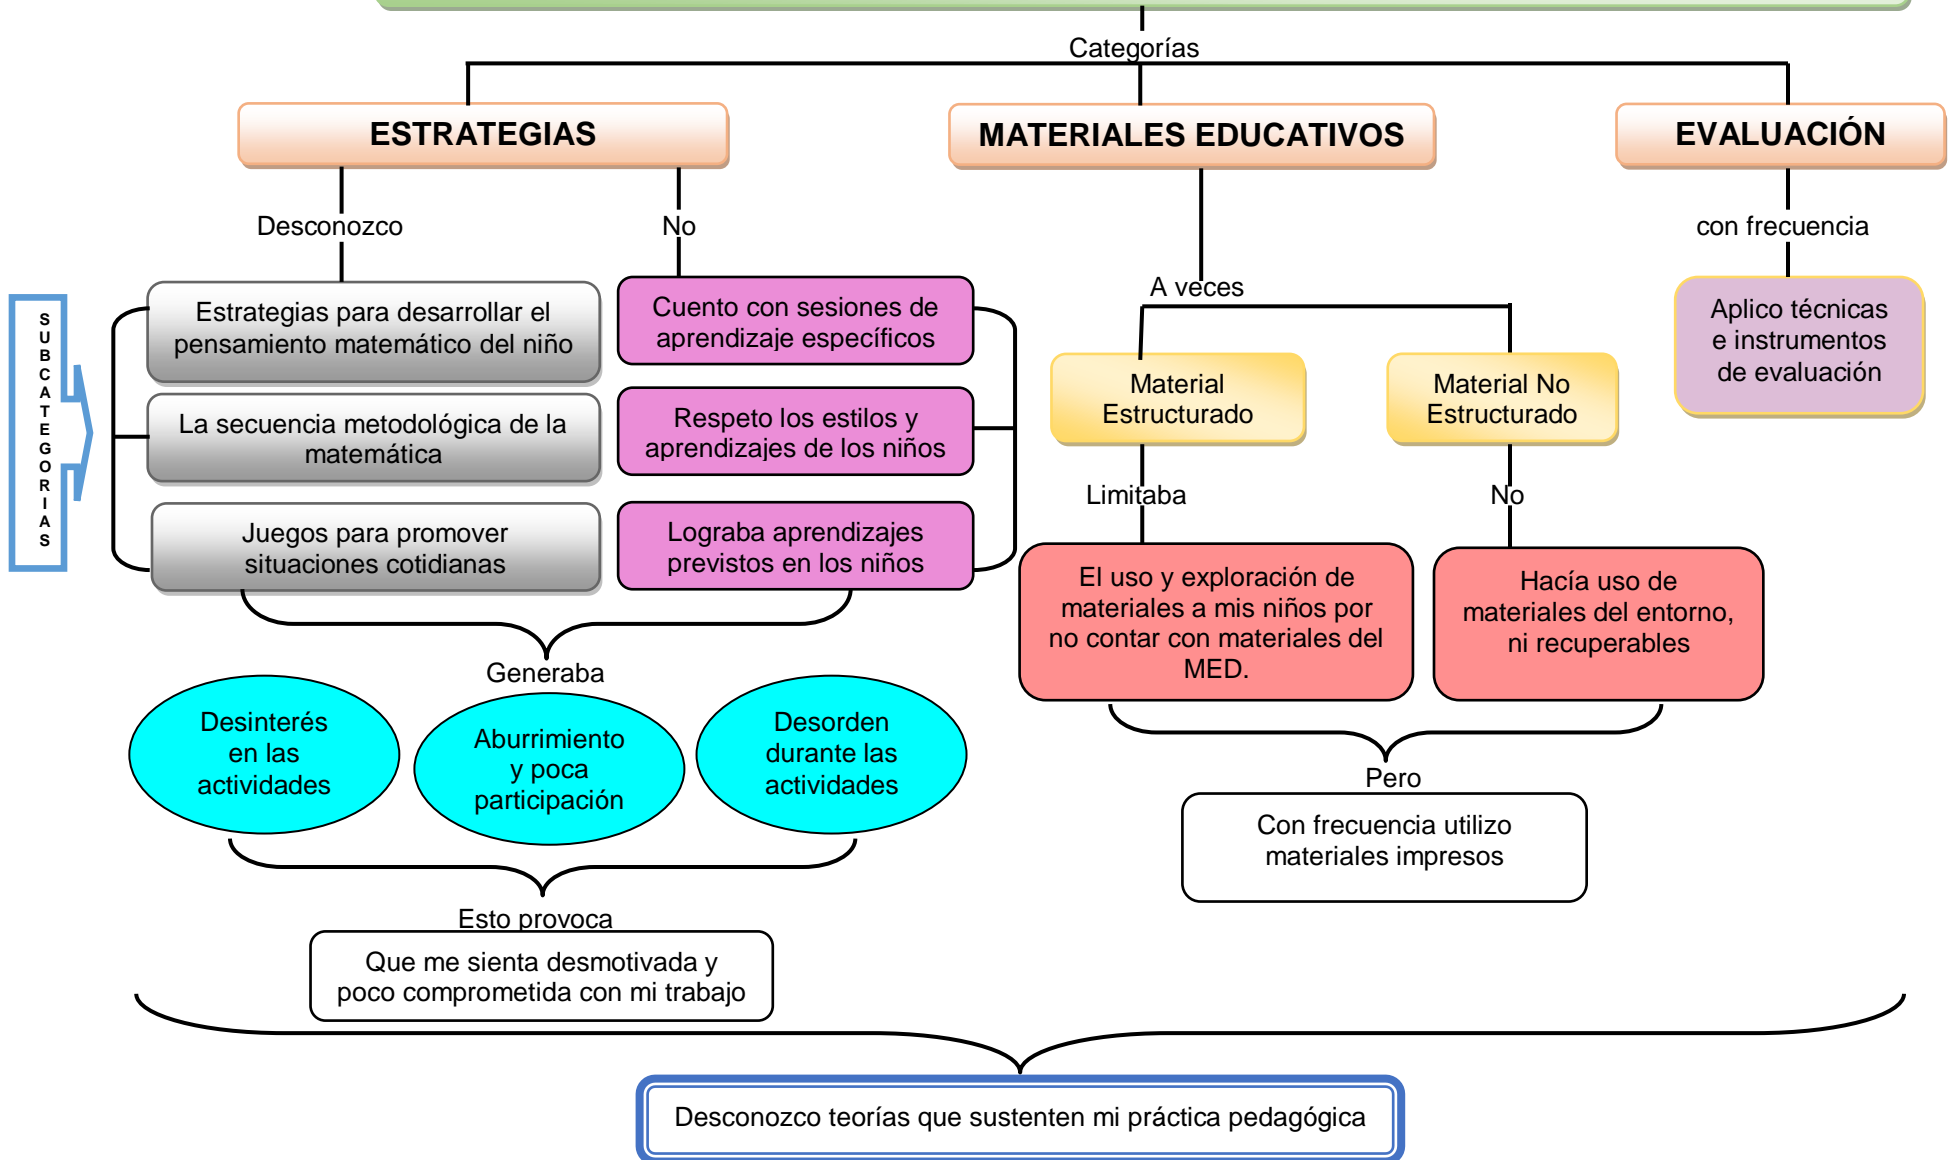 Categorías
ESTRATEGIAS
MATERIALES EDUCATIVOS
EVALUACIÓN
Desconozco
No
con frecuencia
A veces
SUBCATEGORIAS
Estrategias para desarrollar el
pensamiento matemático del niño
Cuento con sesiones de
aprendizaje específicos
Aplico técnicas
e instrumentos
de evaluación
La secuencia metodológica de la
matemática
Respeto los estilos y
aprendizajes de los niños
Material
Estructurado
Material No
Estructurado
Juegos para promover
situaciones cotidianas
Lograba aprendizajes
previstos en los niños
Limitaba
No
El uso y exploración de
materiales a mis niños por
no contar con materiales del
MED.
Hacía uso de
materiales del entorno,
ni recuperables
Generaba
Desinterés
en las
actividades
Aburrimiento
y poca
participación
Desorden
durante las
actividades
Pero
Con frecuencia utilizo
materiales impresos
Esto provoca
Que me sienta desmotivada y
poco comprometida con mi trabajo
Desconozco teorías que sustenten mi práctica pedagógica